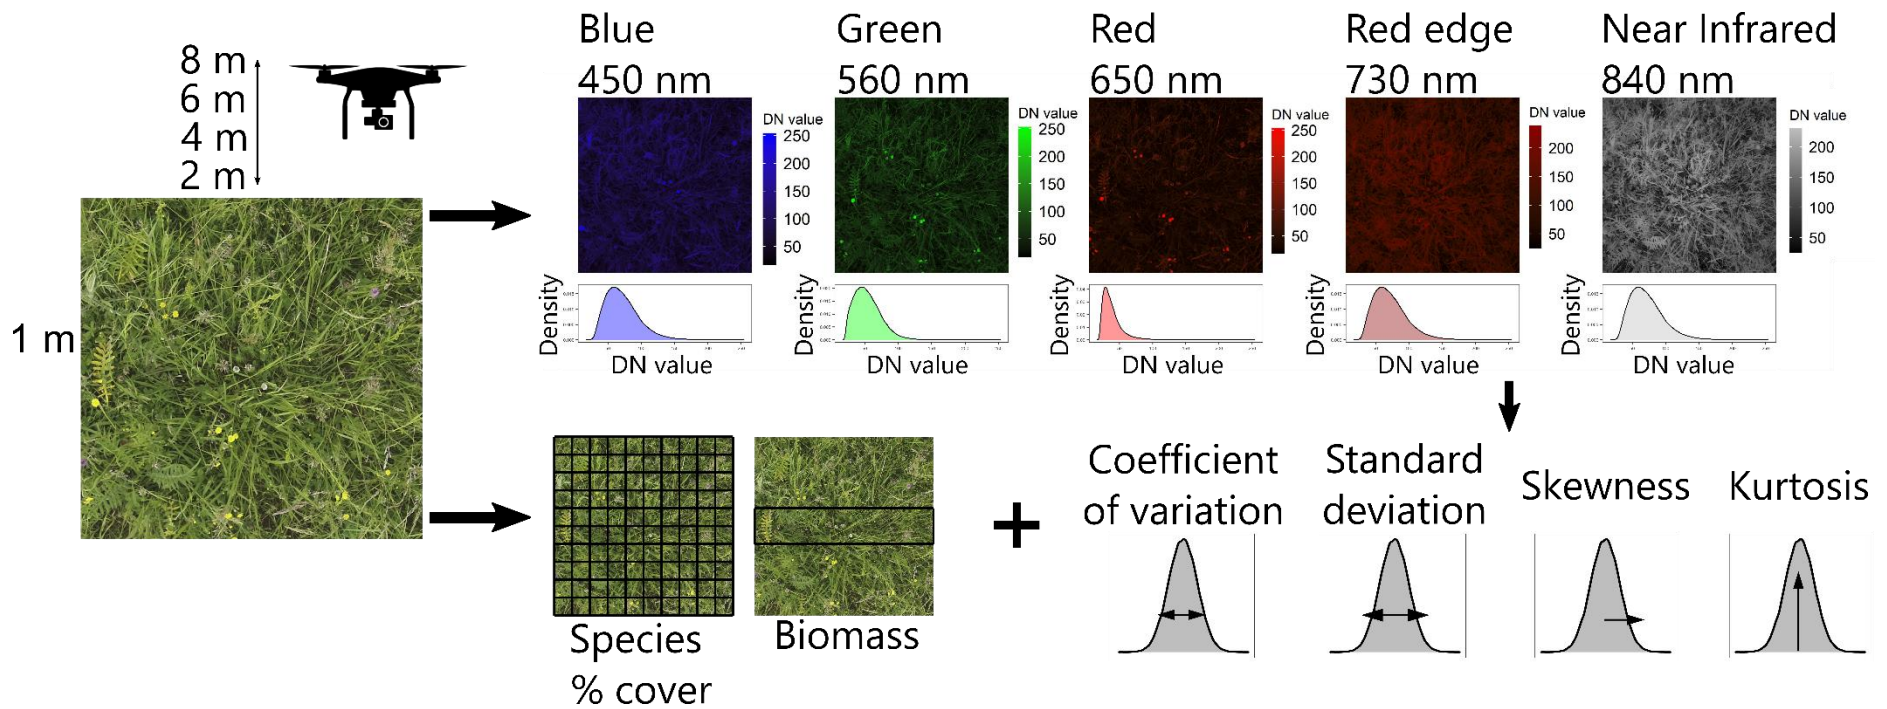 8 m
6 m
4 m
2 m
1 m
Blue
450 nm
DN value
250
200
150
100
50
Density
DN value
Green
560 nm
DN value
250
200
150
100
50
Density
DN value
Red
650 nm
DN value
250
200
150
100
50
Density
DN value
Red edge
730 nm
DN value
200
150
100
50
Density
DN value
Near Infrared
840 nm
DN value
200
150
100
50
Density
DN value
Species
% cover
Biomass
+
Coefficient
of variation
Standard
deviation
Skewness
Kurtosis